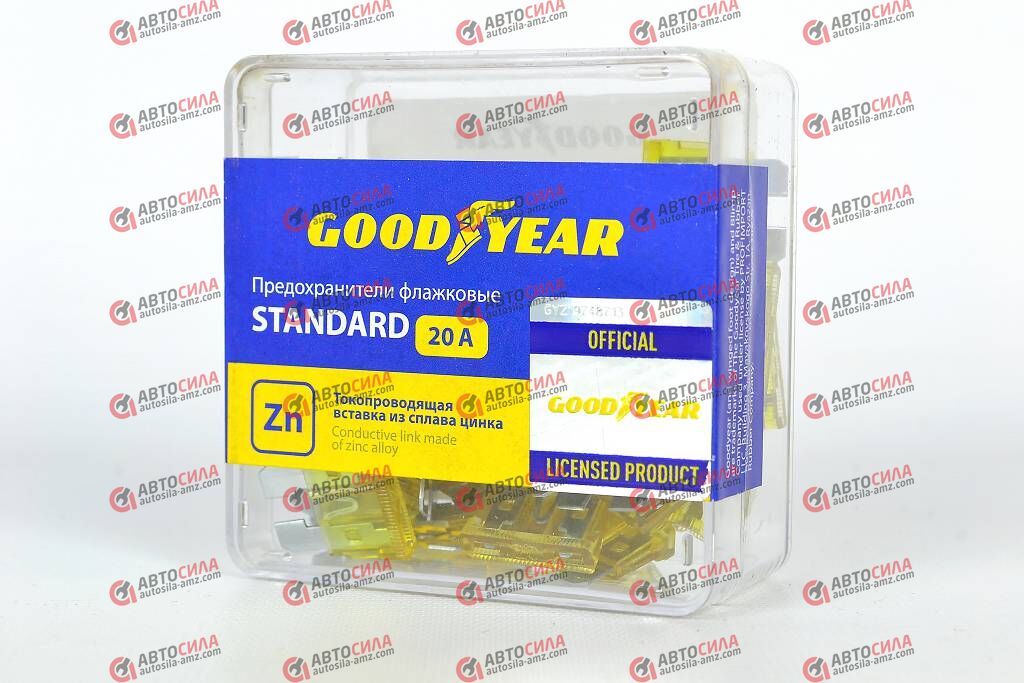 GOODYEAR
Предохранители флажковые
STANDARD 20 A
Zn
Токопроводящая
вставка из сплава цинка
Conductive link made
of zinc alloy
OFFICIAL
GOODYEAR
LICENSED PRODUCT
АВТОСИЛА
autosila-amz.com